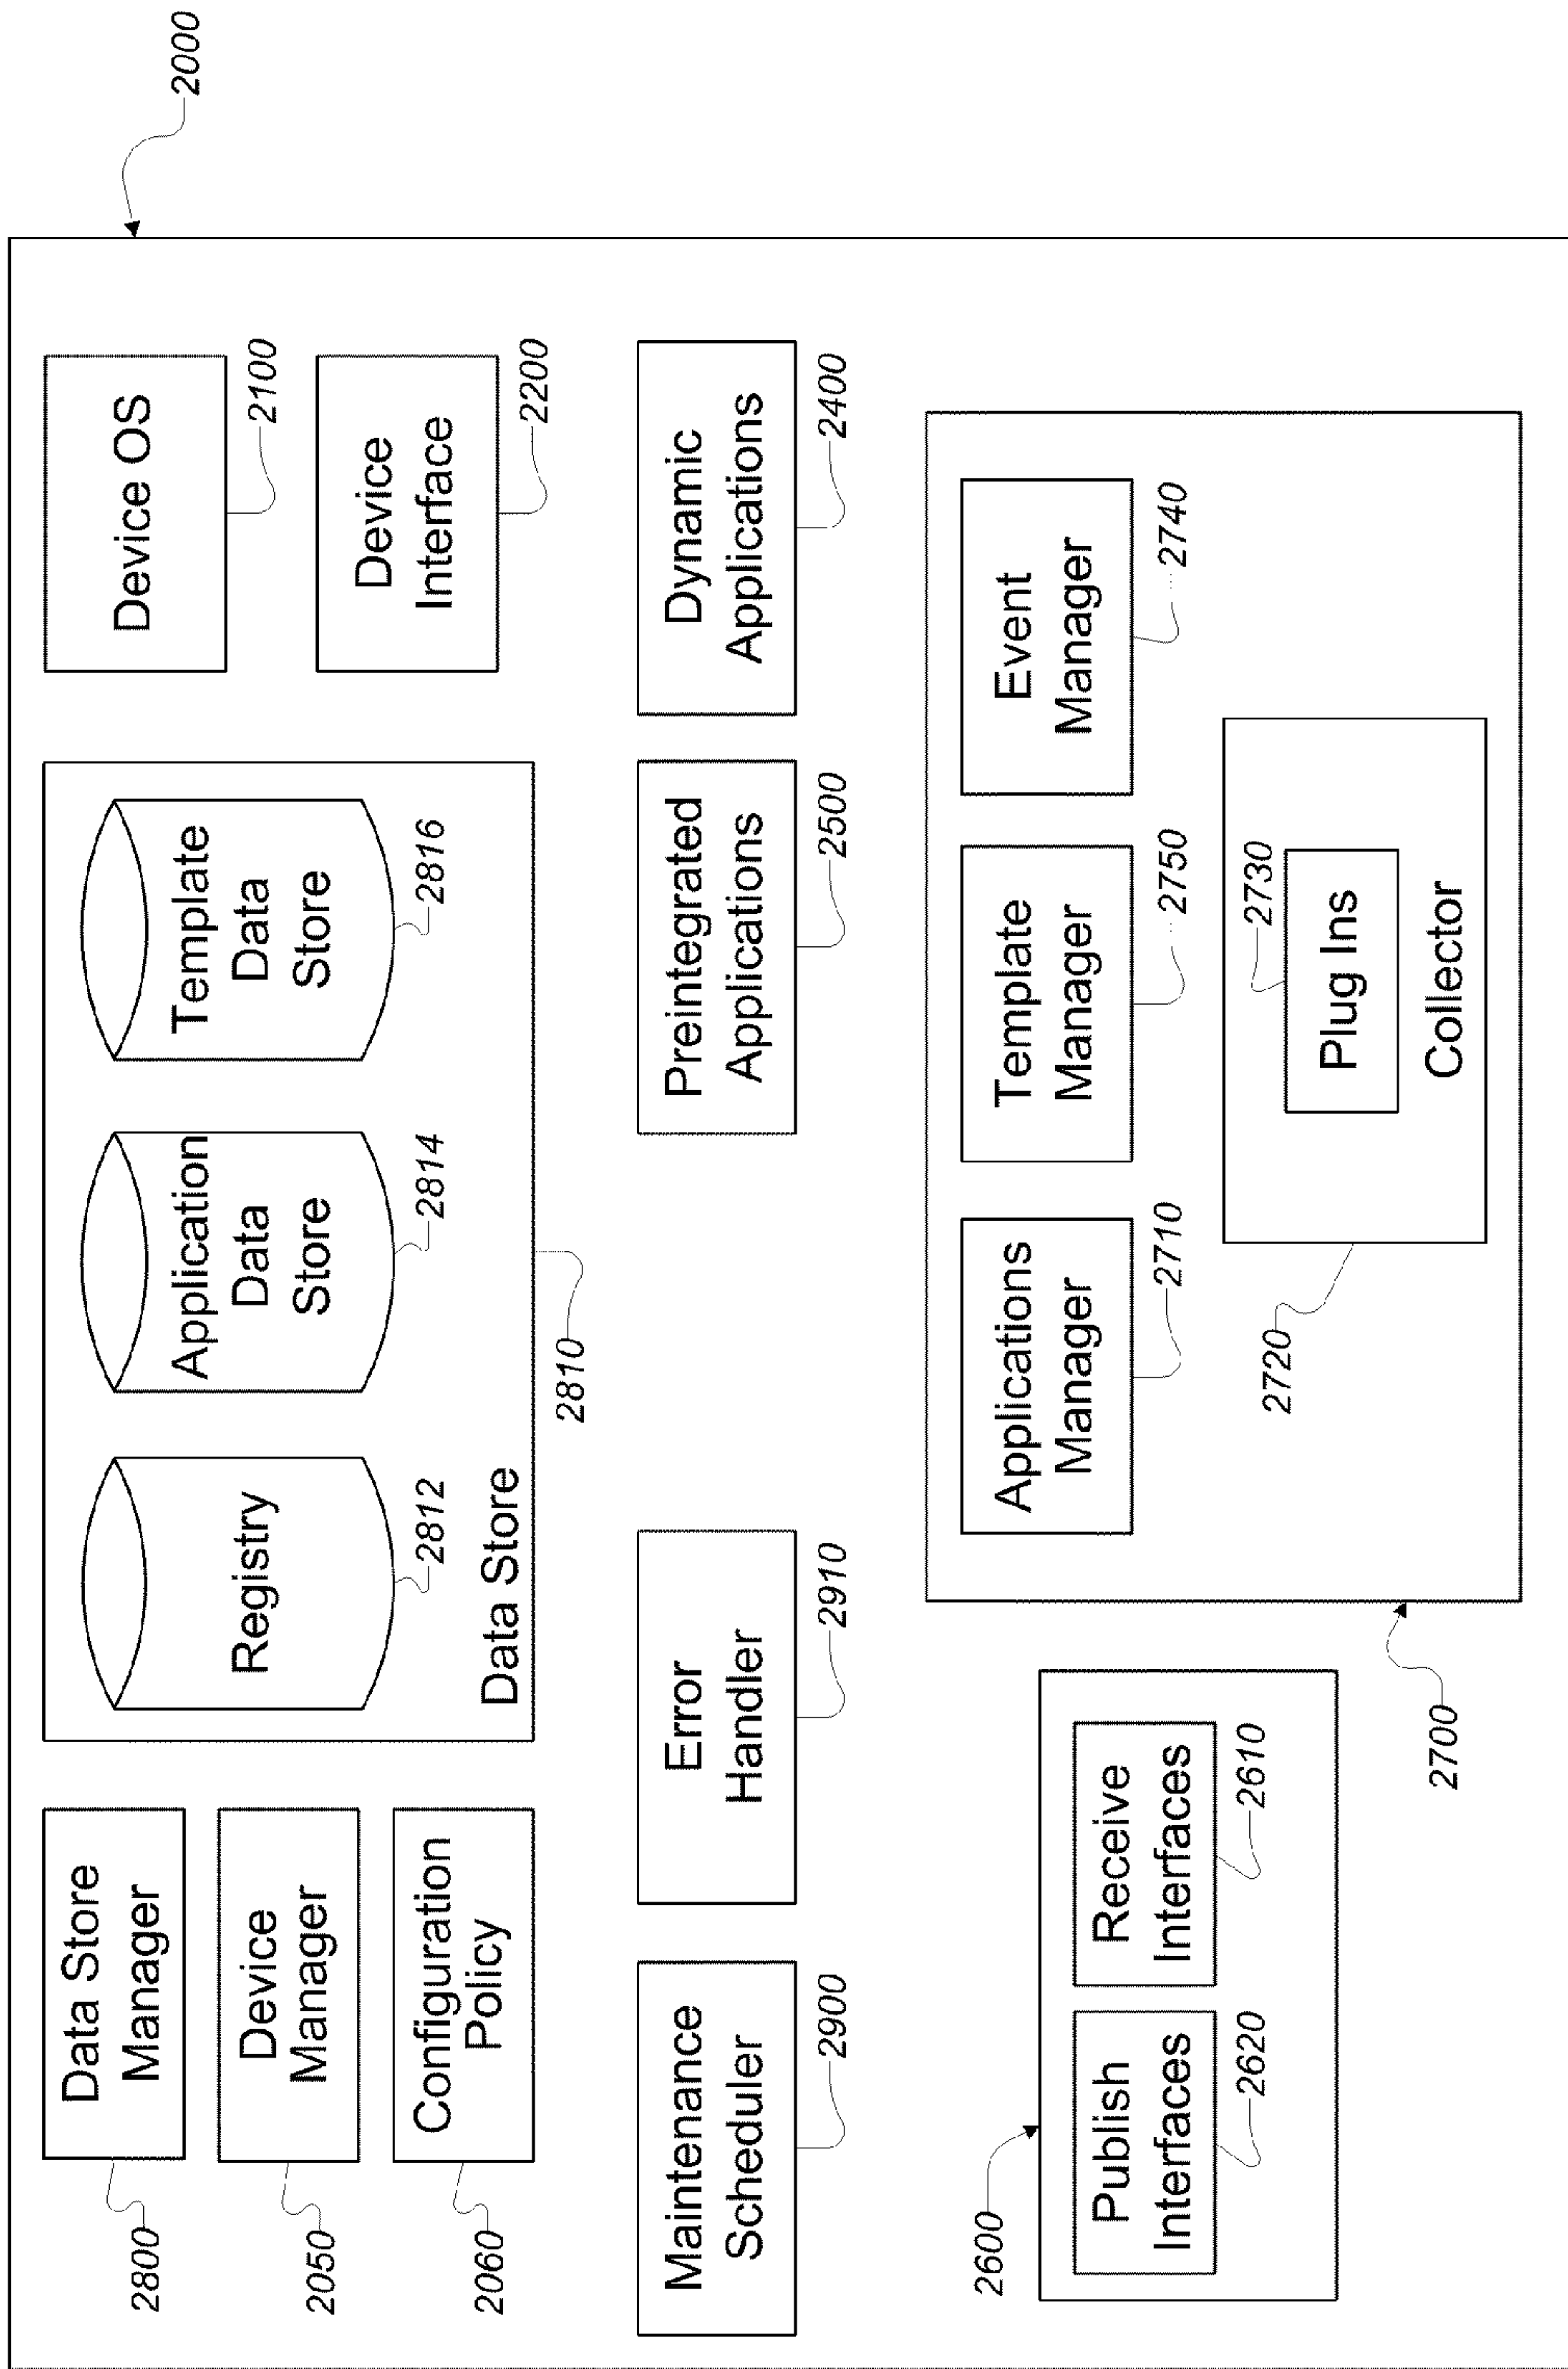 2000
Data Store
Manager
2800
Device
Manager
2050
Configuration
Policy
2060
Registry
2812
Application
Data
Store
2814
Template
Data
Store
2816
Data Store
2810
Device OS
2100
Device
Interface
2200
Maintenance
Scheduler
2900
Error
Handler
2910
Preintegrated
Applications
2500
Dynamic
Applications
2400
2600
Publish
Interfaces
2620
Receive
Interfaces
2610
2700
Applications
Manager
2710
Template
Manager
2750
Event
Manager
2740
2720
2730
Plug Ins
Collector